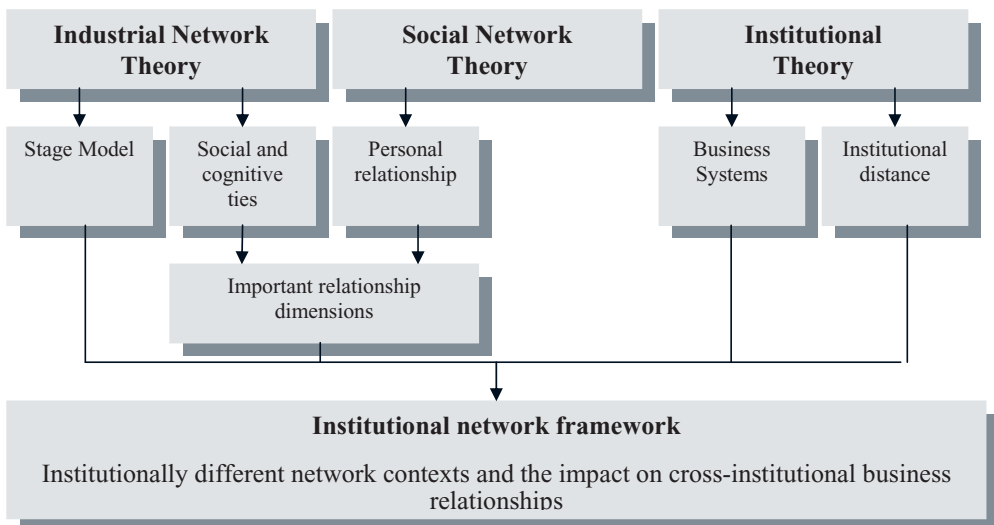 Industrial Network
Theory
Social Network
Theory
Institutional
Theory
Stage Model
Social and
cognitive
ties
Personal
relationship
Business
Systems
Institutional
distance
Important relationship
dimensions
Institutional network framework
Institutionally different network contexts and the impact on cross-institutional business
relationships